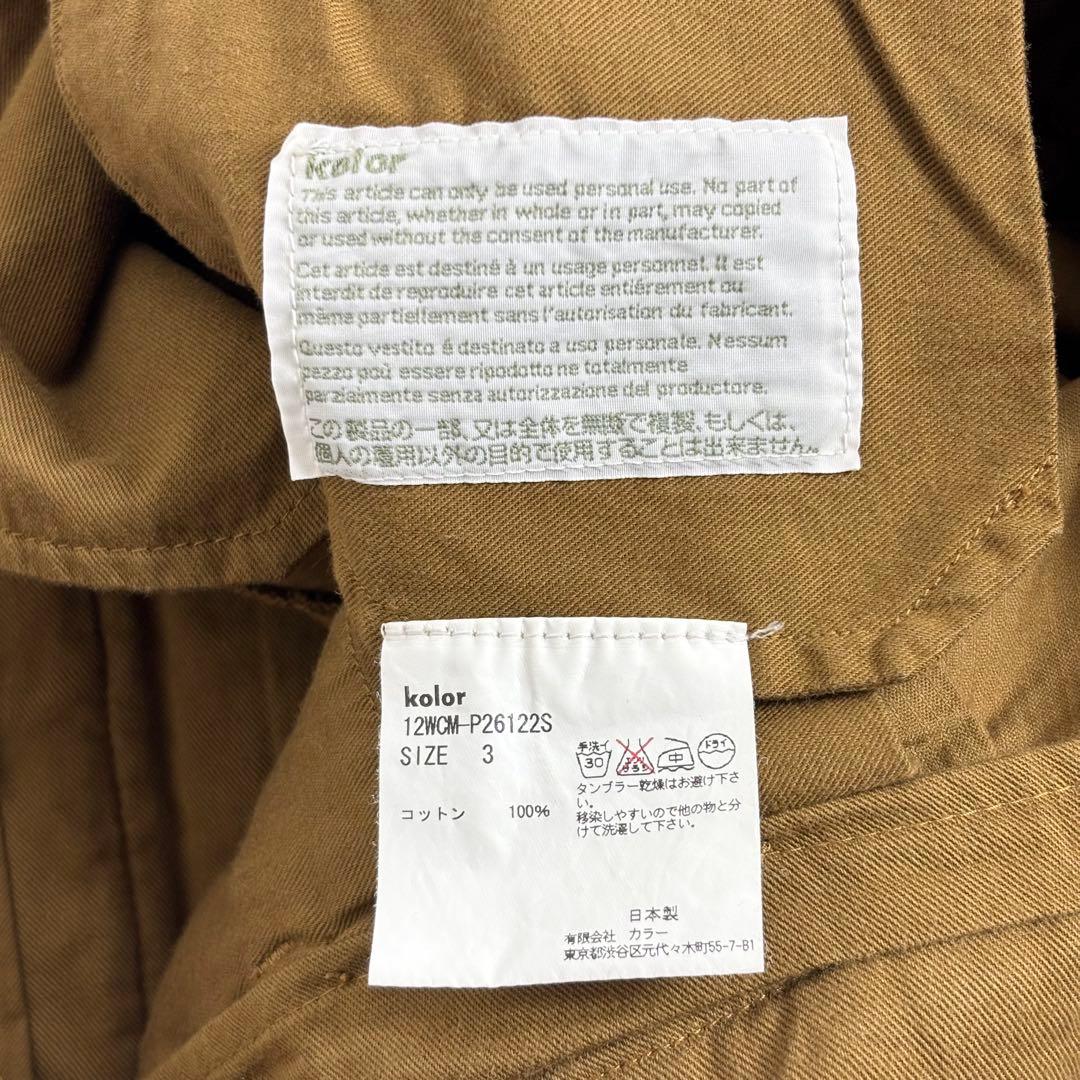 kolor
This article can only be used personal use. No part of
this article, whether in whole or in part, may copied
or used without the consent of the manufacturer.
Cet article est destiné à un usage personnel. Il est
interdit de reproduire cet article entiérement ou
même partiellement sans l'autorisation du fabricant.
Questo vestito é destinato a uso personale. Nessum
pezzo poù essere ripodotto ne totalmente
parzialmente senza autorizzazione del productore.
この製品の一部、又は全体を無断で複製、もしくは、
個人の着用以外の目的で使用することは出来ません。
kolor
12WCM-P26122S
SIZE 3
手洗イ
30
エンソ
サラシ
中
ドライ
タンブラー乾燥はお避け下さ
い。
移染しやすいので他の物と分
けて洗濯して下さい。
コットン 100%
日本製
有限会社 カラー
東京都渋谷区元代々木町55-7-B1